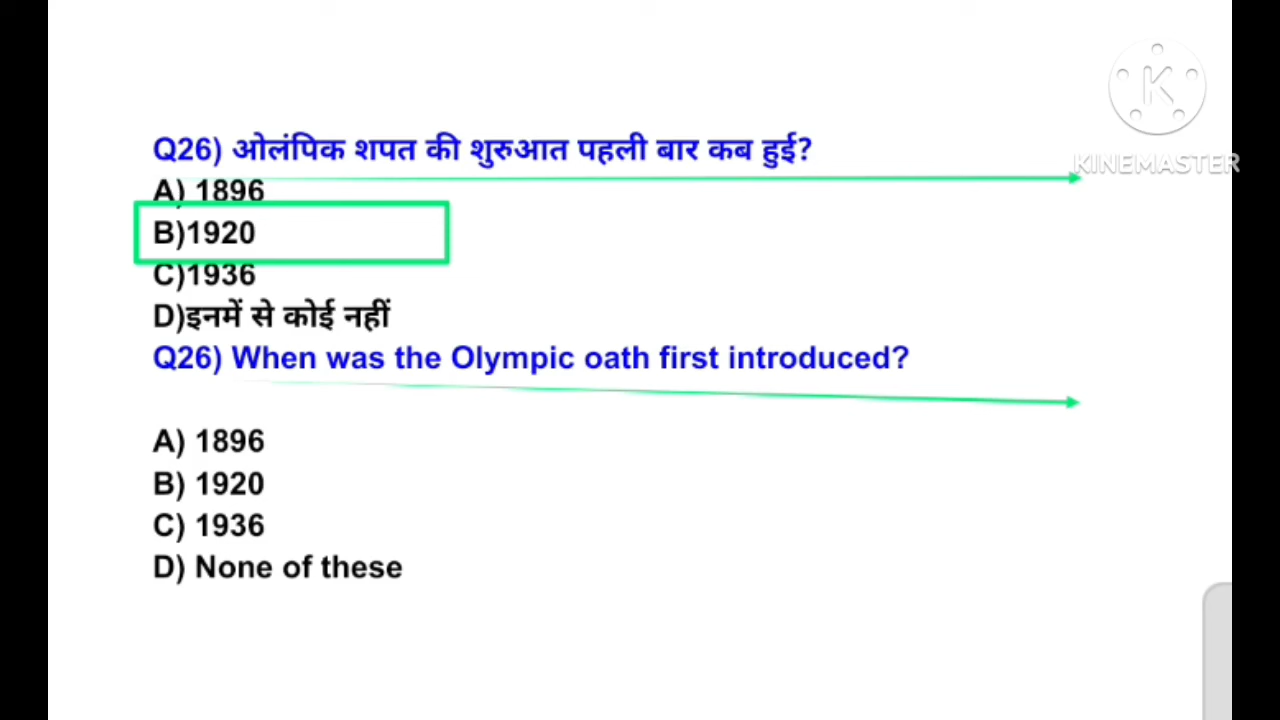 Q26) ओलंपिक शपत की शुरुआत पहली बार कब हुई?
A) 1896
B)1920
C)1936
D)इनमें से कोई नहीं
Q26) When was the Olympic oath first introduced?
A) 1896
B) 1920
C) 1936
D) None of these
K
KINEMASTER